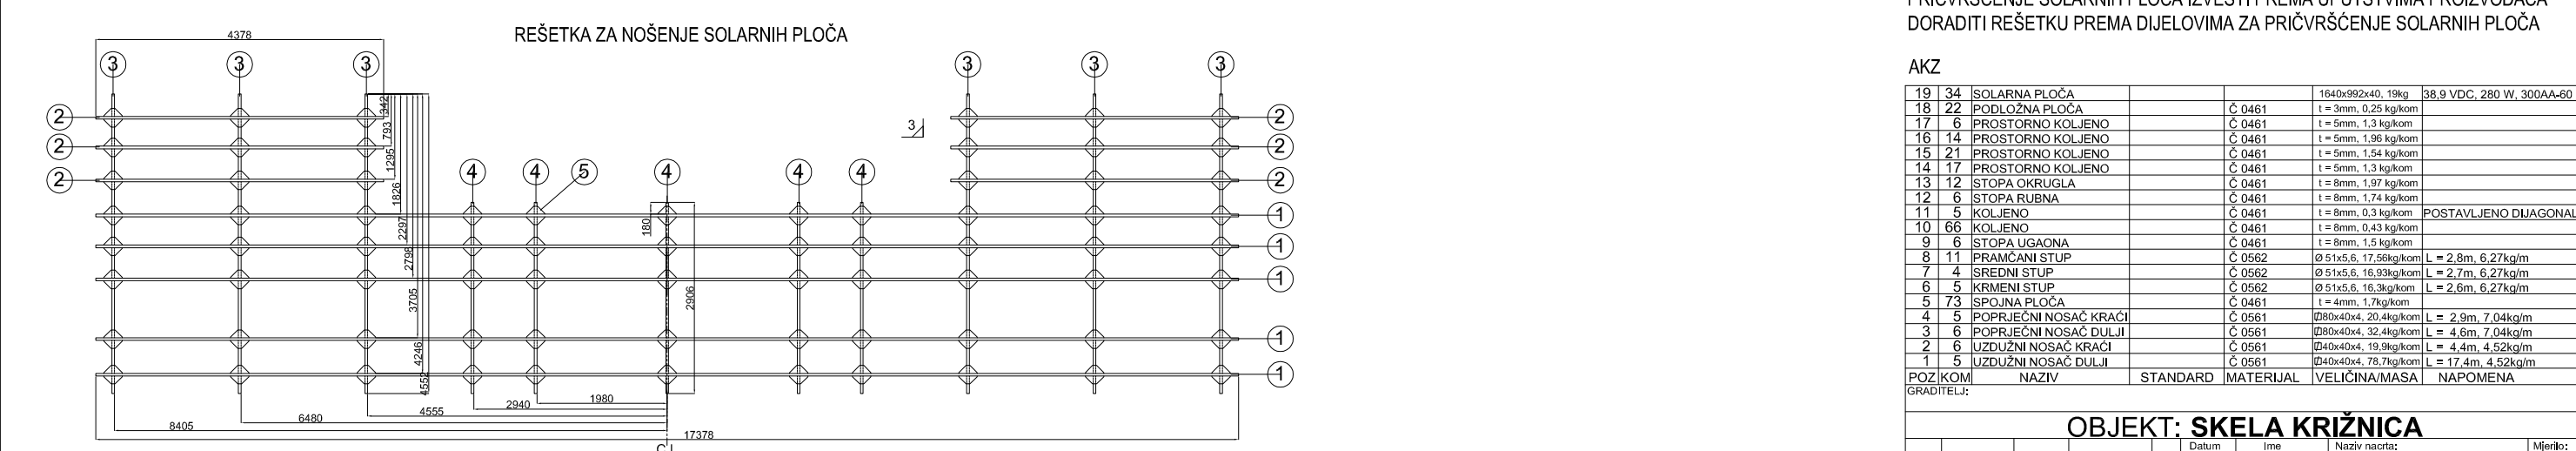 REŠETKA ZA NOŠENJE SOLARNIH PLOČA
4378
3 3 3 3 3 3
2 2
2 2
2 2
342
793
1295
1826
2297
2798
3705
4246
4552
3
4 4 5 4 4 4
180
2906
1 1 1 1 1
1980
2940
4555
6480
8405
17378
PRIČVRŠĆENJE SOLARNIH PLOČA IZVESTI PREMA UPUTSTVIMA PROIZVOĐAČA
DORADITI REŠETKU PREMA DIJELOVIMA ZA PRIČVRŠĆENJE SOLARNIH PLOČA
AKZ
19 34 SOLARNA PLOČA 1640x992x40, 19kg 38,9 VDC, 280 W, 300AA-60
18 22 PODLOŽNA PLOČA Č 0461 t = 3mm, 0,25 kg/kom
17 6 PROSTORNO KOLJENO Č 0461 t = 5mm, 1,3 kg/kom
16 14 PROSTORNO KOLJENO Č 0461 t = 5mm, 1,96 kg/kom
15 21 PROSTORNO KOLJENO Č 0461 t = 5mm, 1,54 kg/kom
14 17 PROSTORNO KOLJENO Č 0461 t = 5mm, 1,3 kg/kom
13 12 STOPA OKRUGLA Č 0461 t = 8mm, 1,97 kg/kom
12 6 STOPA RUBNA Č 0461 t = 8mm, 1,74 kg/kom
11 5 KOLJENO Č 0461 t = 8mm, 0,3 kg/kom POSTAVLJENO DIJAGONAL
10 66 KOLJENO Č 0461 t = 8mm, 0,43 kg/kom
9 6 STOPA UGAONA Č 0461 t = 8mm, 1,5 kg/kom
8 11 PRAMČANI STUP Č 0562 Ø 51x5,6, 17,56kg/kom L = 2,8m, 6,27kg/m
7 4 SREDNI STUP Č 0562 Ø 51x5,6, 16,93kg/kom L = 2,7m, 6,27kg/m
6 5 KRMENI STUP Č 0562 Ø 51x5,6, 16,3kg/kom L = 2,6m, 6,27kg/m
5 73 SPOJNA PLOČA Č 0461 t = 4mm, 1,7kg/kom
4 5 POPRJEČNI NOSAČ KRAĆI Č 0561 80x40x4, 20,4kg/kom L = 2,9m, 7,04kg/m
3 6 POPRJEČNI NOSAČ DULJI Č 0561 80x40x4, 32,4kg/kom L = 4,6m, 7,04kg/m
2 6 UZDUŽNI NOSAČ KRAĆI Č 0561 40x40x4, 19,9kg/kom L = 4,4m, 4,52kg/m
1 5 UZDUŽNI NOSAČ DULJI Č 0561 40x40x4, 78,7kg/kom L = 17,4m, 4,52kg/m
POZ KOM NAZIV STANDARD MATERIJAL VELIČINA/MASA NAPOMENA
GRADITELJ:
OBJEKT: SKELA KRIŽNICA
Datum Ime Naziv nacrta: Mjerilo: